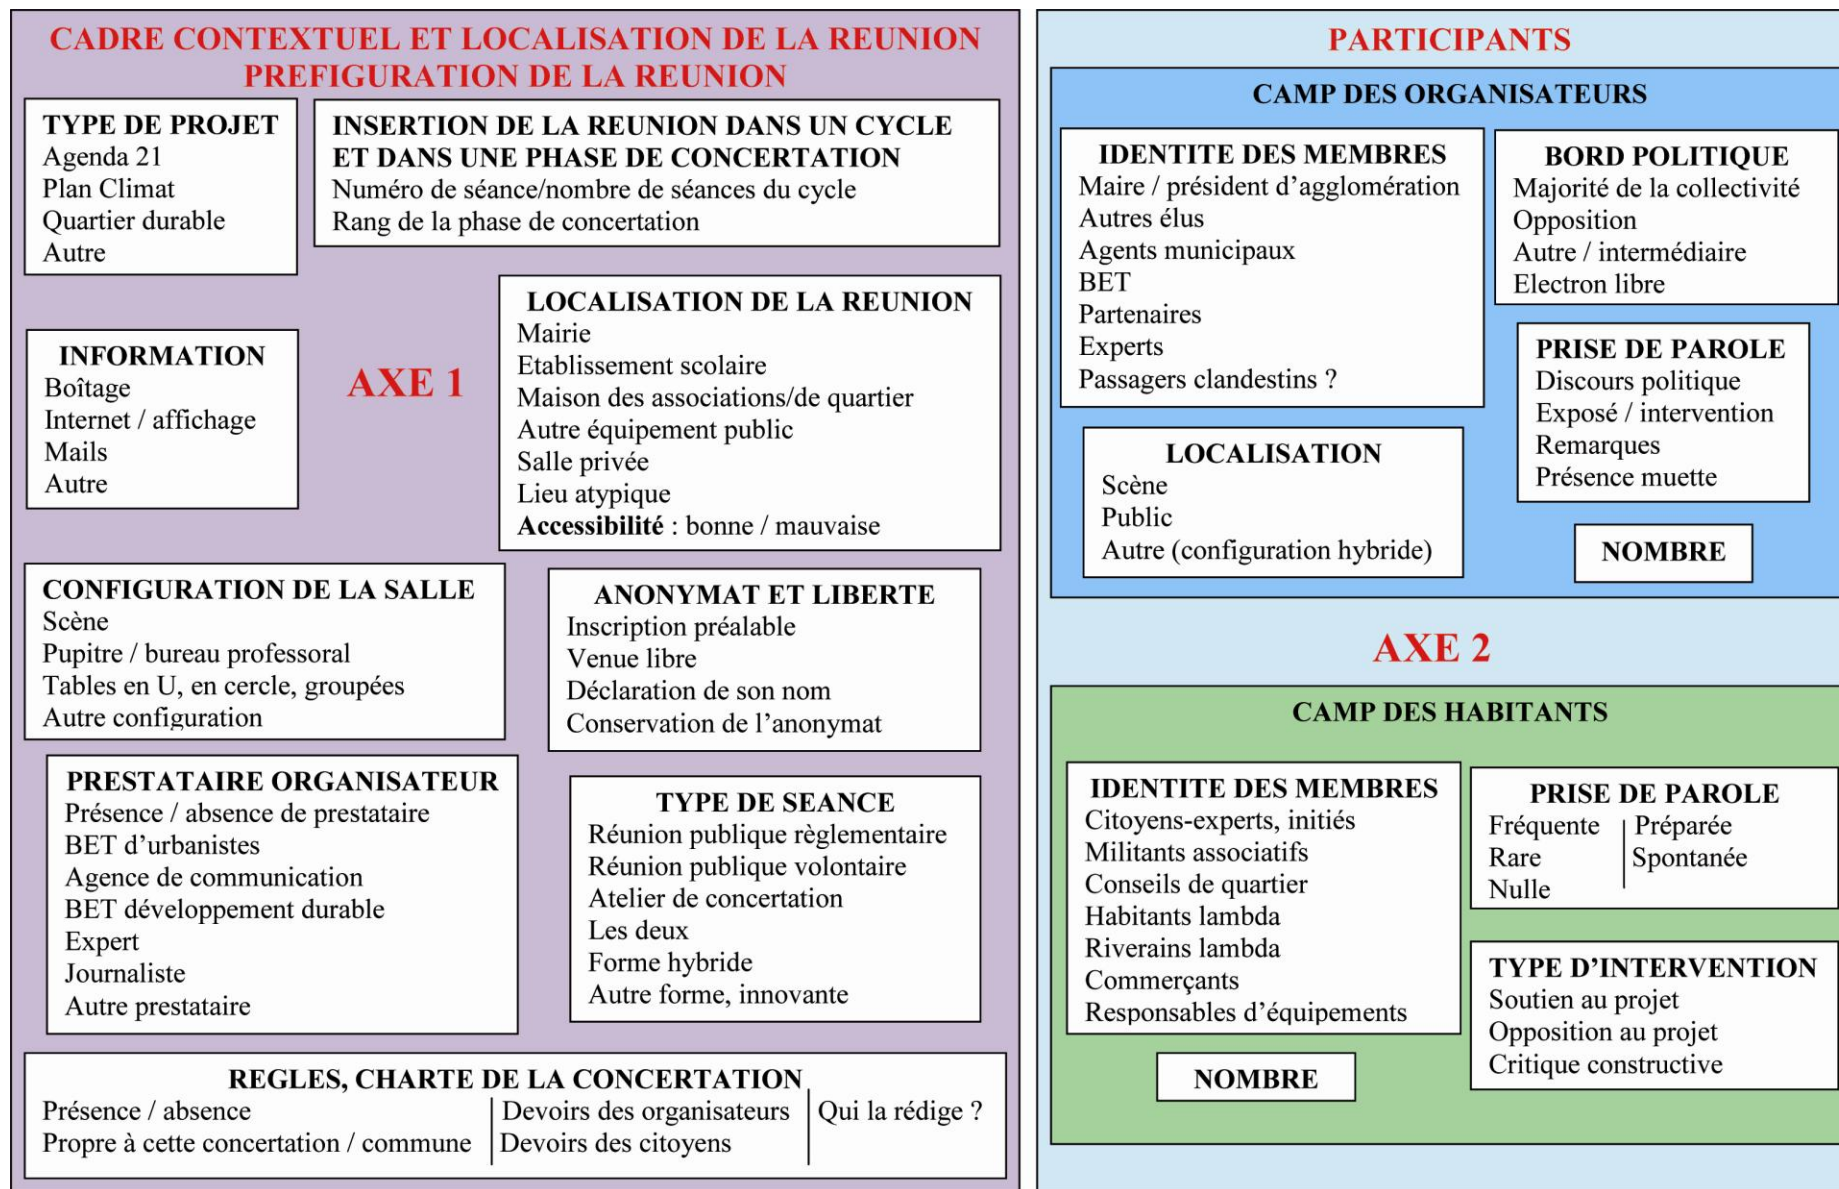 CADRE CONTEXTUEL ET LOCALISATION DE LA REUNION
PREFIGURATION DE LA REUNION
TYPE DE PROJET
Agenda 21
Plan Climat
Quartier durable
Autre
INSERTION DE LA REUNION DANS UN CYCLE
ET DANS UNE PHASE DE CONCERTATION
Numéro de séance/nombre de séances du cycle
Rang de la phase de concertation
INFORMATION
Boîtage
Internet / affichage
Mails
Autre
AXE 1
LOCALISATION DE LA REUNION
Mairie
Etablissement scolaire
Maison des associations/de quartier
Autre équipement public
Salle privée
Lieu atypique
Accessibilité : bonne / mauvaise
CONFIGURATION DE LA SALLE
Scène
Pupitre / bureau professoral
Tables en U, en cercle, groupées
Autre configuration
ANONYMAT ET LIBERTE
Inscription préalable
Venue libre
Déclaration de son nom
Conservation de l'anonymat
PRESTATAIRE ORGANISATEUR
Présence / absence de prestataire
BET d'urbanistes
Agence de communication
BET développement durable
Expert
Journaliste
Autre prestataire
TYPE DE SEANCE
Réunion publique règlementaire
Réunion publique volontaire
Atelier de concertation
Les deux
Forme hybride
Autre forme, innovante
REGLES, CHARTE DE LA CONCERTATION
Présence / absence
Propre à cette concertation / commune
Devoirs des organisateurs
Devoirs des citoyens
Qui la rédige ?
PARTICIPANTS
CAMP DES ORGANISATEURS
IDENTITE DES MEMBRES
Maire / président d'agglomération
Autres élus
Agents municipaux
BET
Partenaires
Experts
Passagers clandestins ?
BORD POLITIQUE
Majorité de la collectivité
Opposition
Autre / intermédiaire
Electron libre
PRISE DE PAROLE
Discours politique
Exposé / intervention
Remarques
Présence muette
LOCALISATION
Scène
Public
Autre (configuration hybride)
NOMBRE
AXE 2
CAMP DES HABITANTS
IDENTITE DES MEMBRES
Citoyens-experts, initiés
Militants associatifs
Conseils de quartier
Habitants lambda
Riverains lambda
Commerçants
Responsables d'équipements
PRISE DE PAROLE
Fréquente
Rare
Nulle
Préparée
Spontanée
TYPE D'INTERVENTION
Soutien au projet
Opposition au projet
Critique constructive
NOMBRE